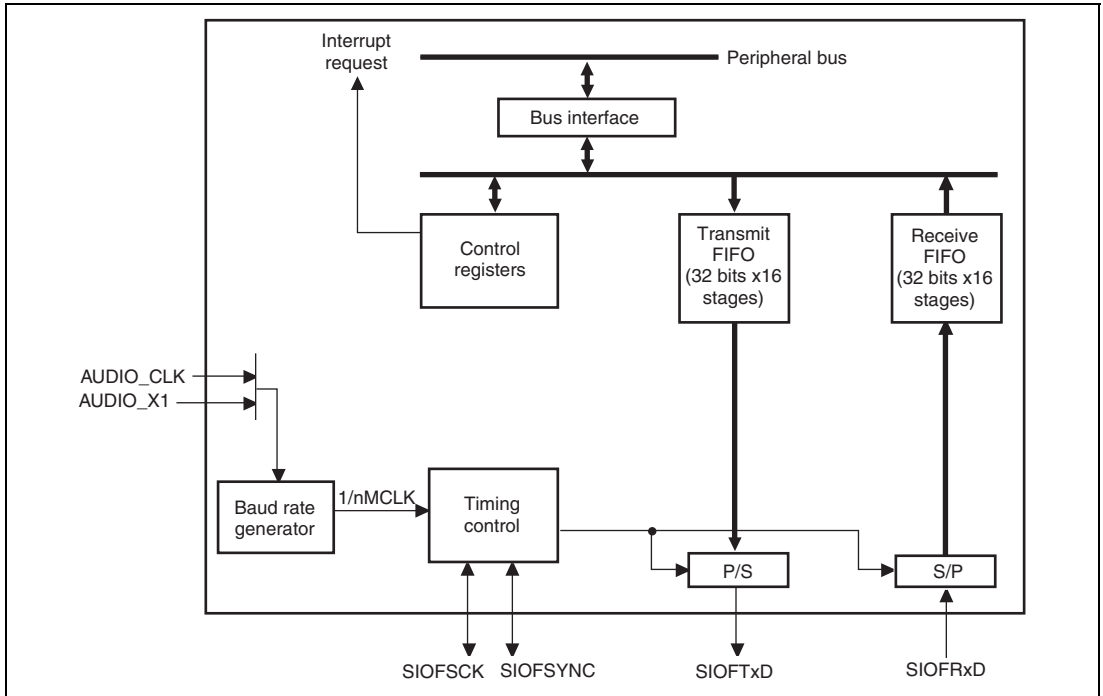 Interrupt
request
Peripheral bus
Bus interface
Control
registers
Transmit
FIFO
(32 bits x16
stages)
Receive
FIFO
(32 bits x16
stages)
AUDIO_CLK
AUDIO_X1
Baud rate
generator
1/nMCLK
Timing
control
P/S
S/P
SIOFSCK
SIOFSYNC
SIOFTxD
SIOFRxD